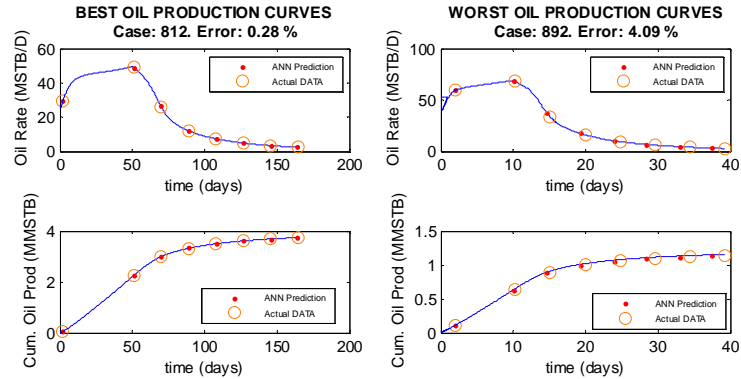 BEST OIL PRODUCTION CURVES
Case: 812. Error: 0.28 %
60
40
20
0
Oil Rate (MSTB/D)
ANN Prediction
Actual DATA
0 50 100 150 200
time (days)
WORST OIL PRODUCTION CURVES
Case: 892. Error: 4.09 %
100
50
0
Oil Rate (MSTB/D)
ANN Prediction
Actual DATA
0 10 20 30 40
time (days)
4
2
0
Cum. Oil Prod (MMSTB)
ANN Prediction
Actual DATA
0 50 100 150 200
time (days)
1.5
1
0.5
0
Cum. Oil Prod (MMSTB)
ANN Prediction
Actual DATA
0 10 20 30 40
time (days)